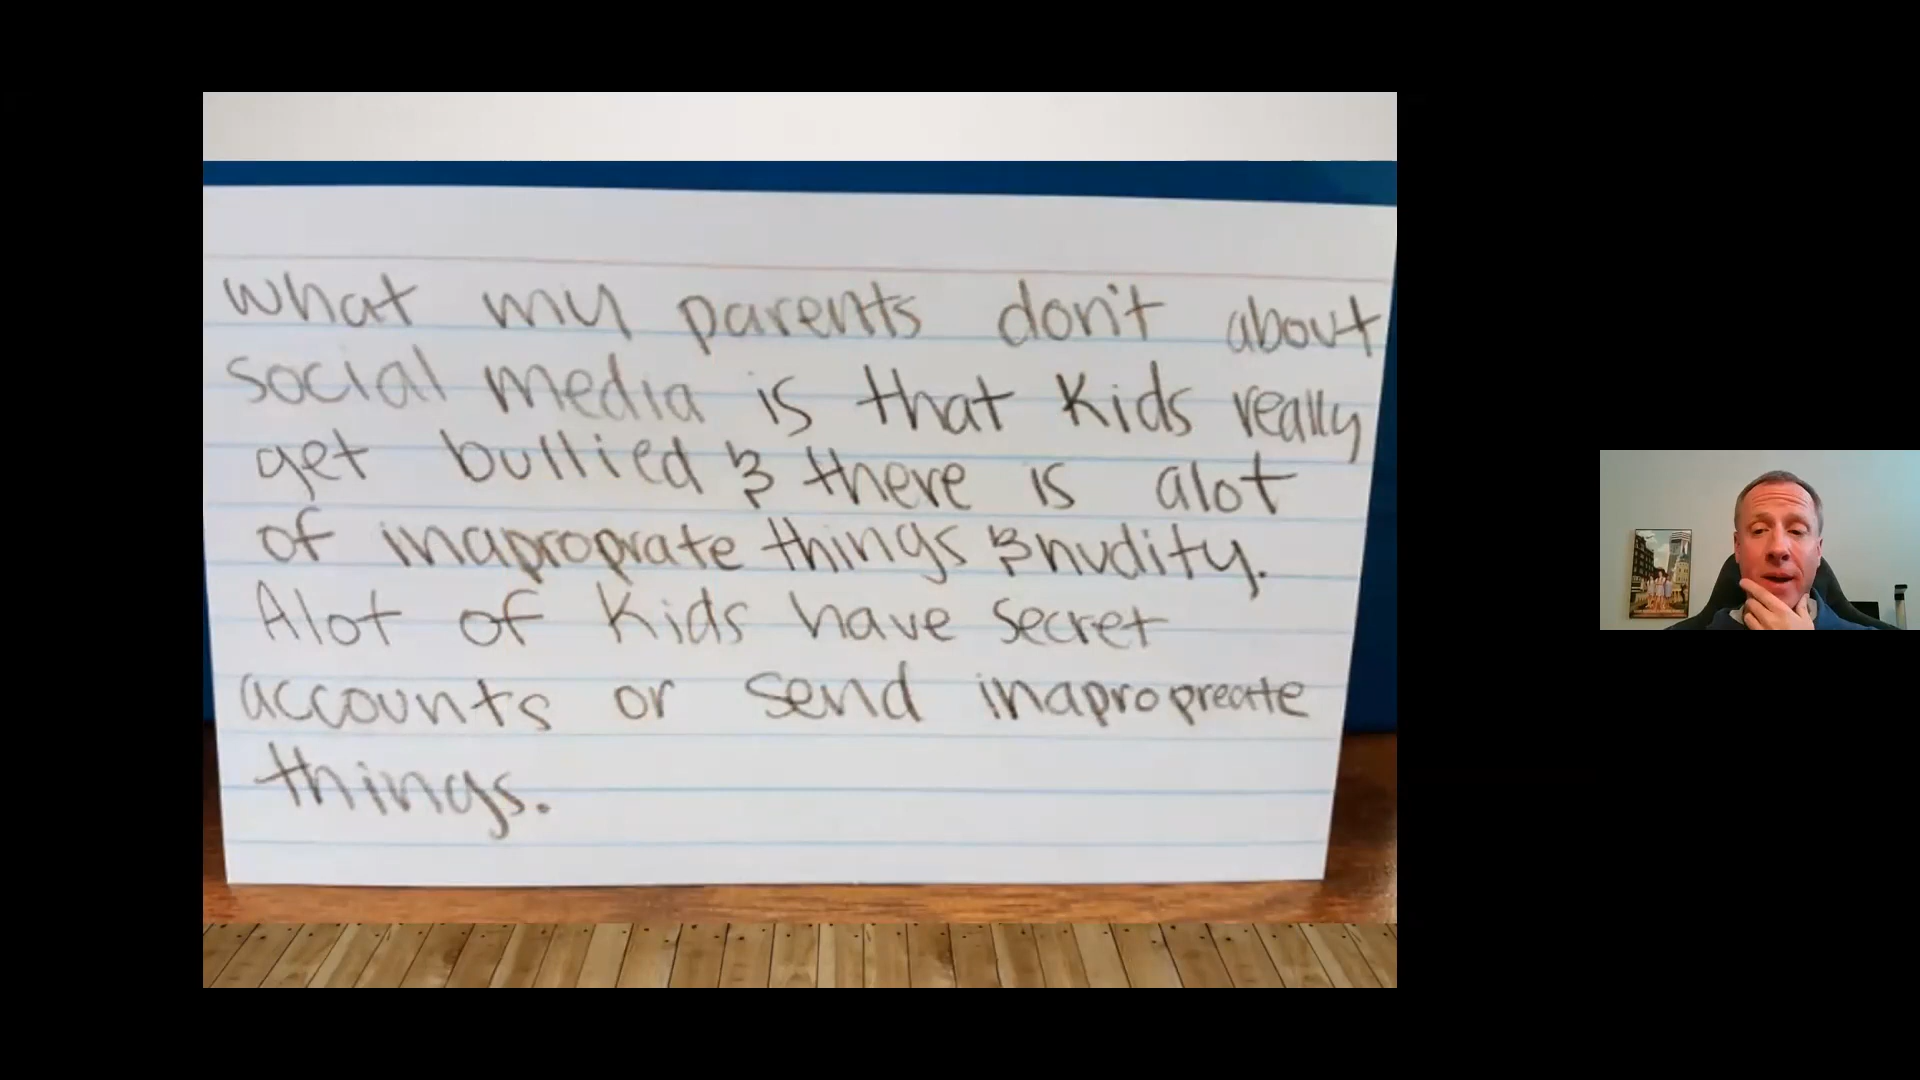 what my parents don't about
social media is that kids really
get bullied & there is alot
of inaproprate things & nudity.
Alot of kids have secret
accounts or send inapropreate
things.